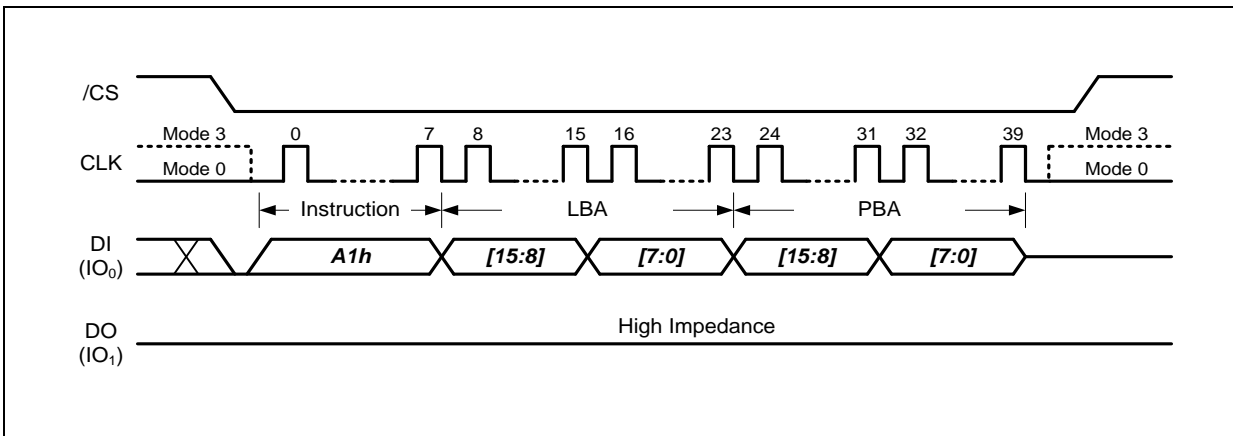 /CS
Mode 3 0 7 8 15 16 23 24 31 32 39 Mode 3
CLK
Mode 0 Mode 0
Instruction LBA PBA
DI
(IO₀)
A1h [15:8] [7:0] [15:8] [7:0]
High Impedance
DO
(IO₁)